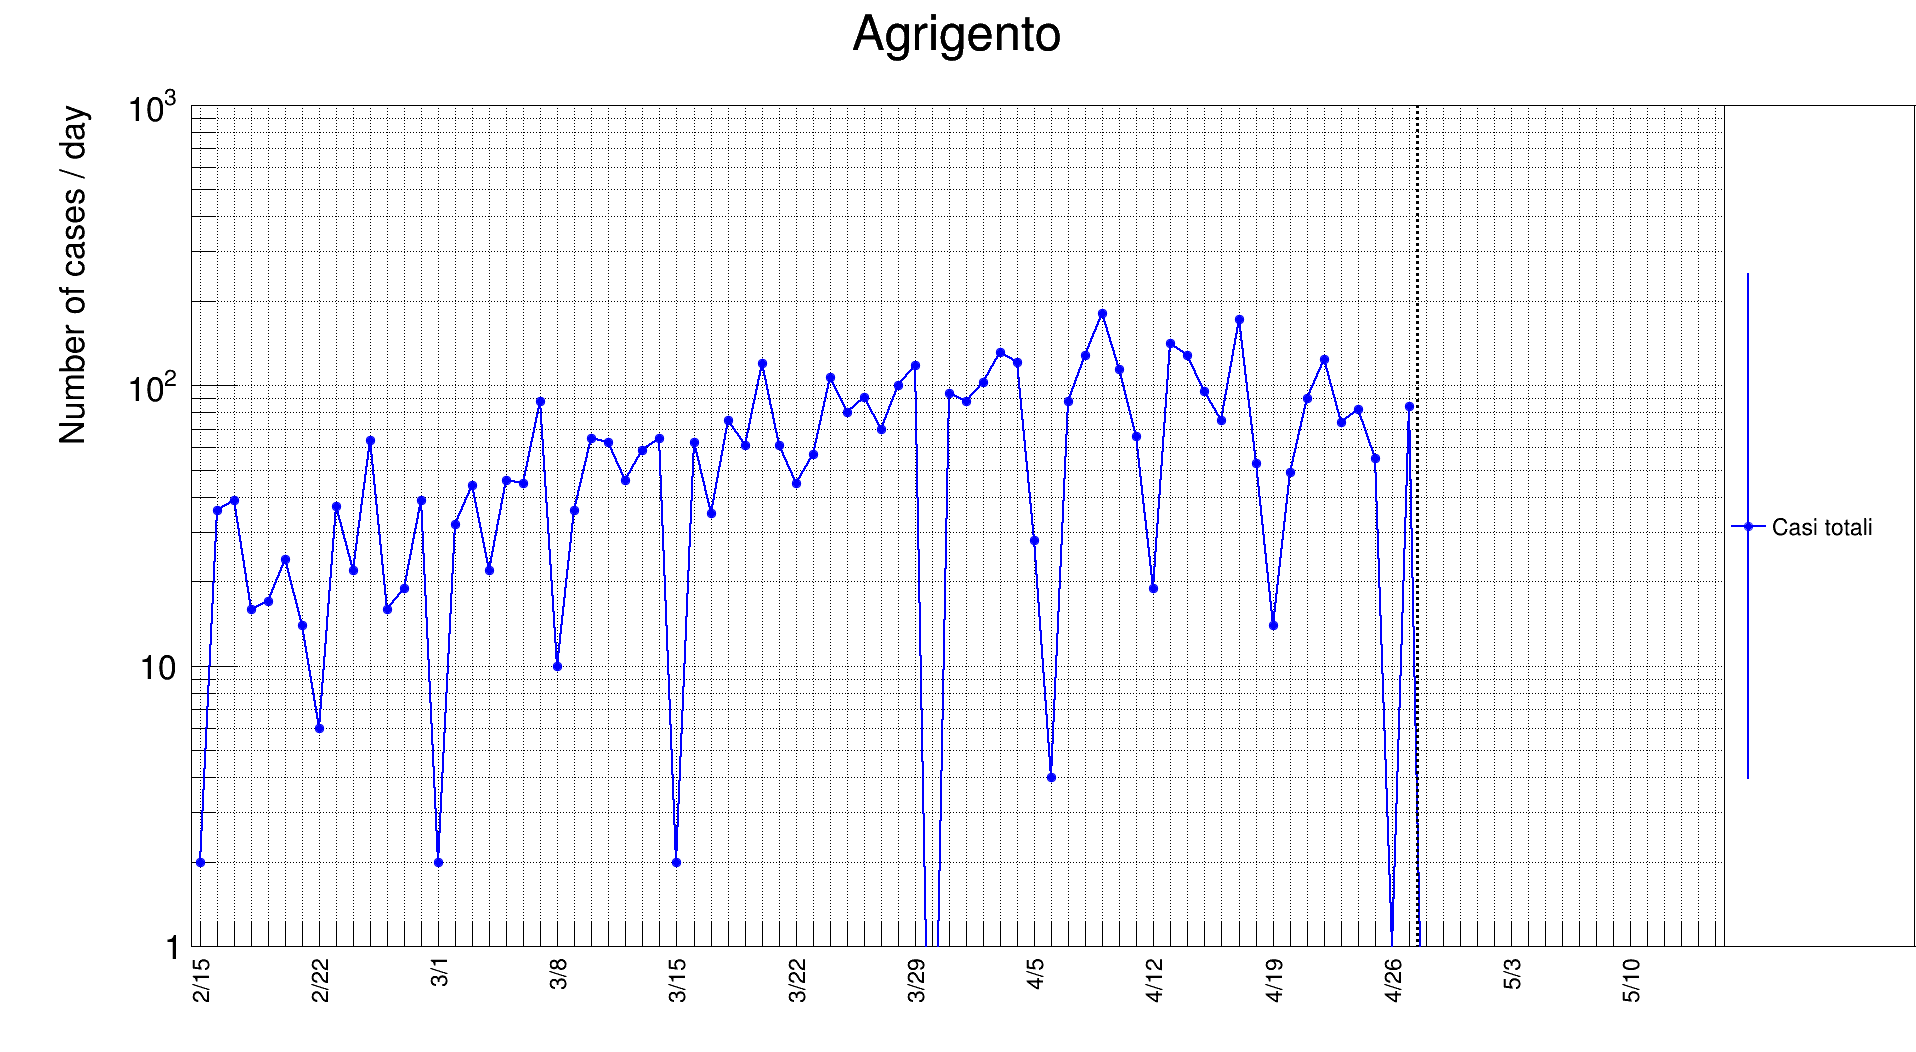 Agrigento
Number of cases / day
10³
10²
10
1
2/15 2/22 3/1 3/8 3/15 3/22 3/29 4/5 4/12 4/19 4/26 5/3 5/10
Casi totali